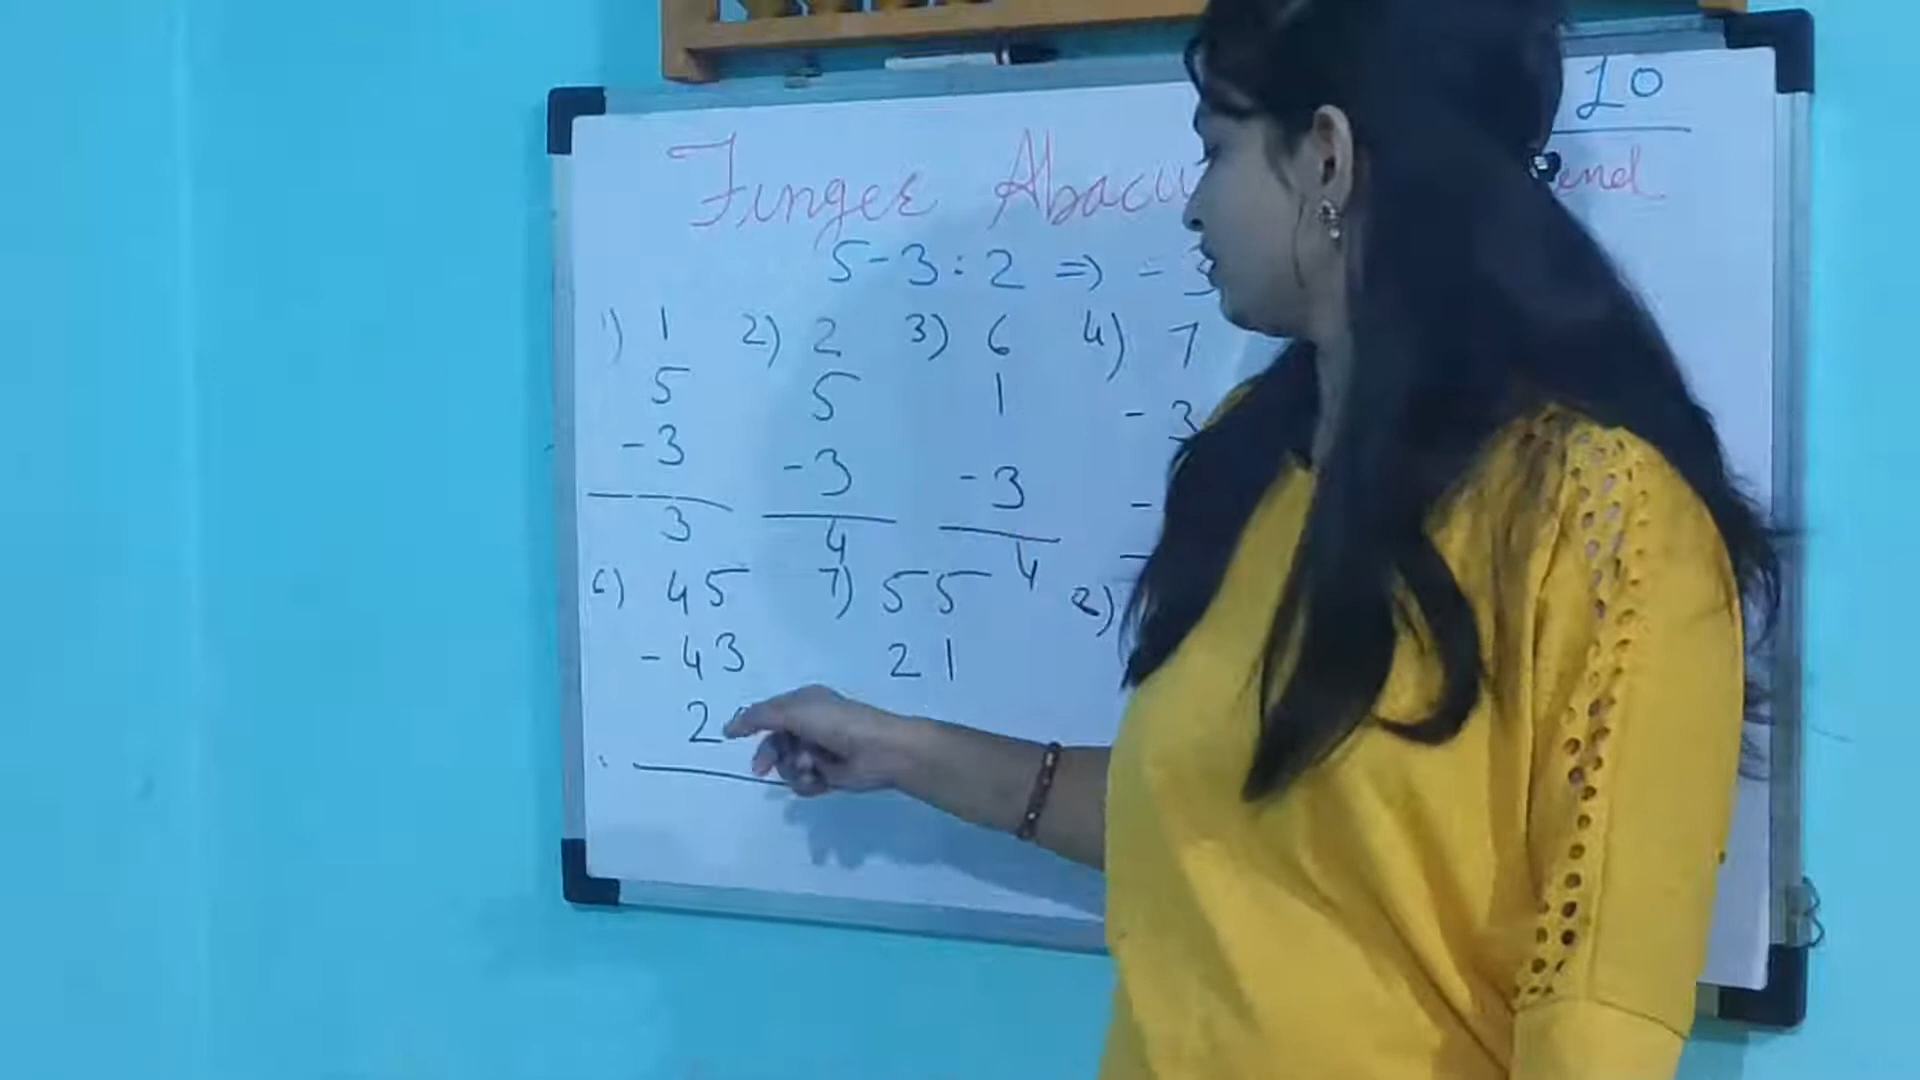 10
Finger Abacu end
5-3:2 => -3
1) 1 2) 2 3) 6 4) 7
5 5 1 -3
-3 -3 -3 -
3 4 4
6) 45 7) 55 8)
-43 21
2